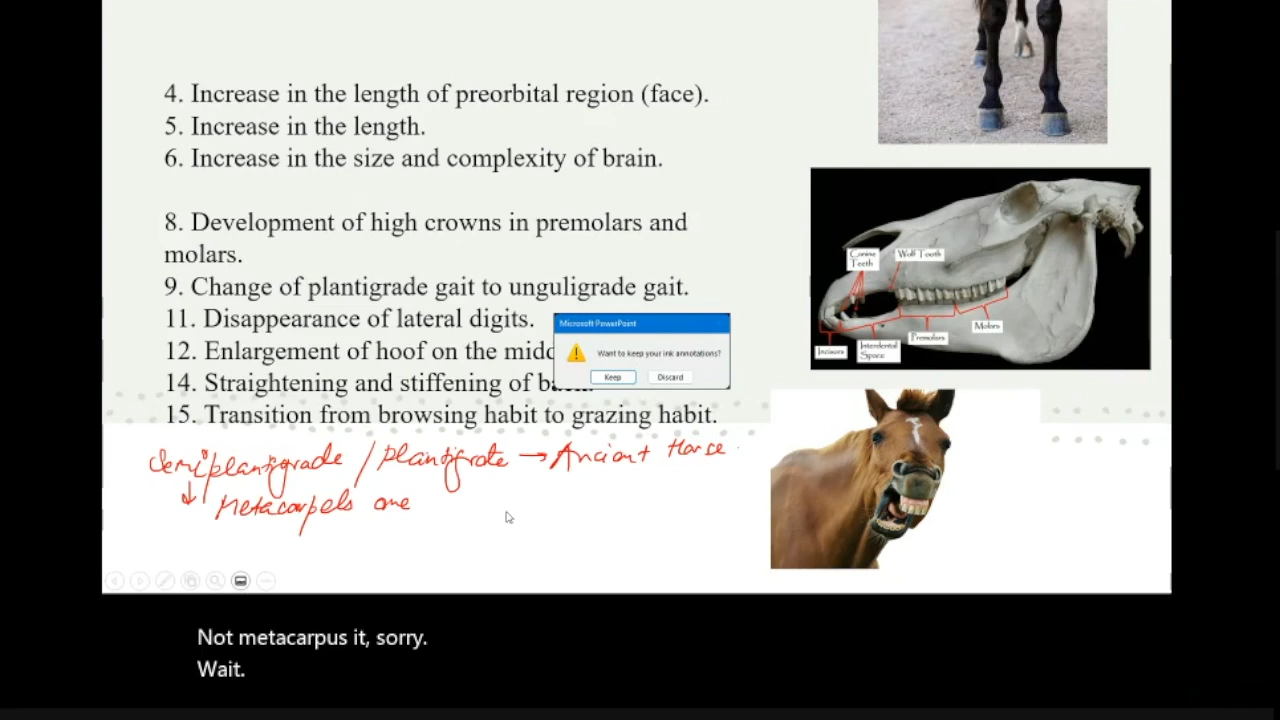 4. Increase in the length of preorbital region (face).
5. Increase in the length.
6. Increase in the size and complexity of brain.
8. Development of high crowns in premolars and
molars.
9. Change of plantigrade gait to unguligrade gait.
11. Disappearance of lateral digits.
12. Enlargement of hoof on the
14. Straightening and stiffening of
15. Transition from browsing habit to grazing habit.
Microsoft PowerPoint
Want to keep your ink annotations?
Keep Discard
Canine
Teeth
Wolf Tooth
Incisors
Interdental
Space
Premolars
Molars
Semiplantigrade / plantigrate → Ancient Horse
↓ Metacarpels one
Not metacarpus it, sorry.
Wait.